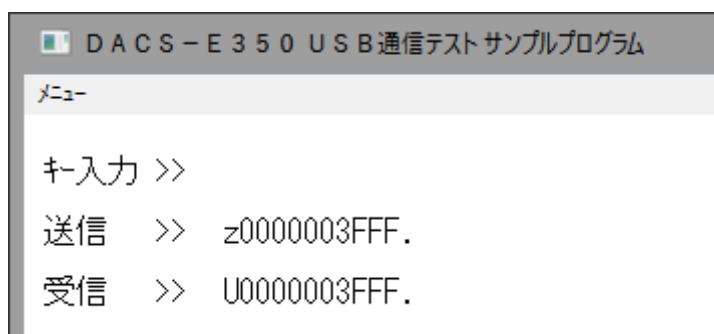 DACS-E350 USB通信テスト サンプルプログラム
メニュー
キー入力 >>
送信 >> z0000003FFF.
受信 >> U0000003FFF.